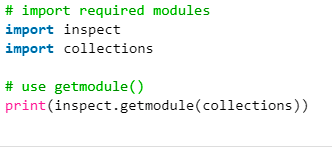 # import required modules
import inspect
import collections
# use getmodule()
print(inspect.getmodule(collections))